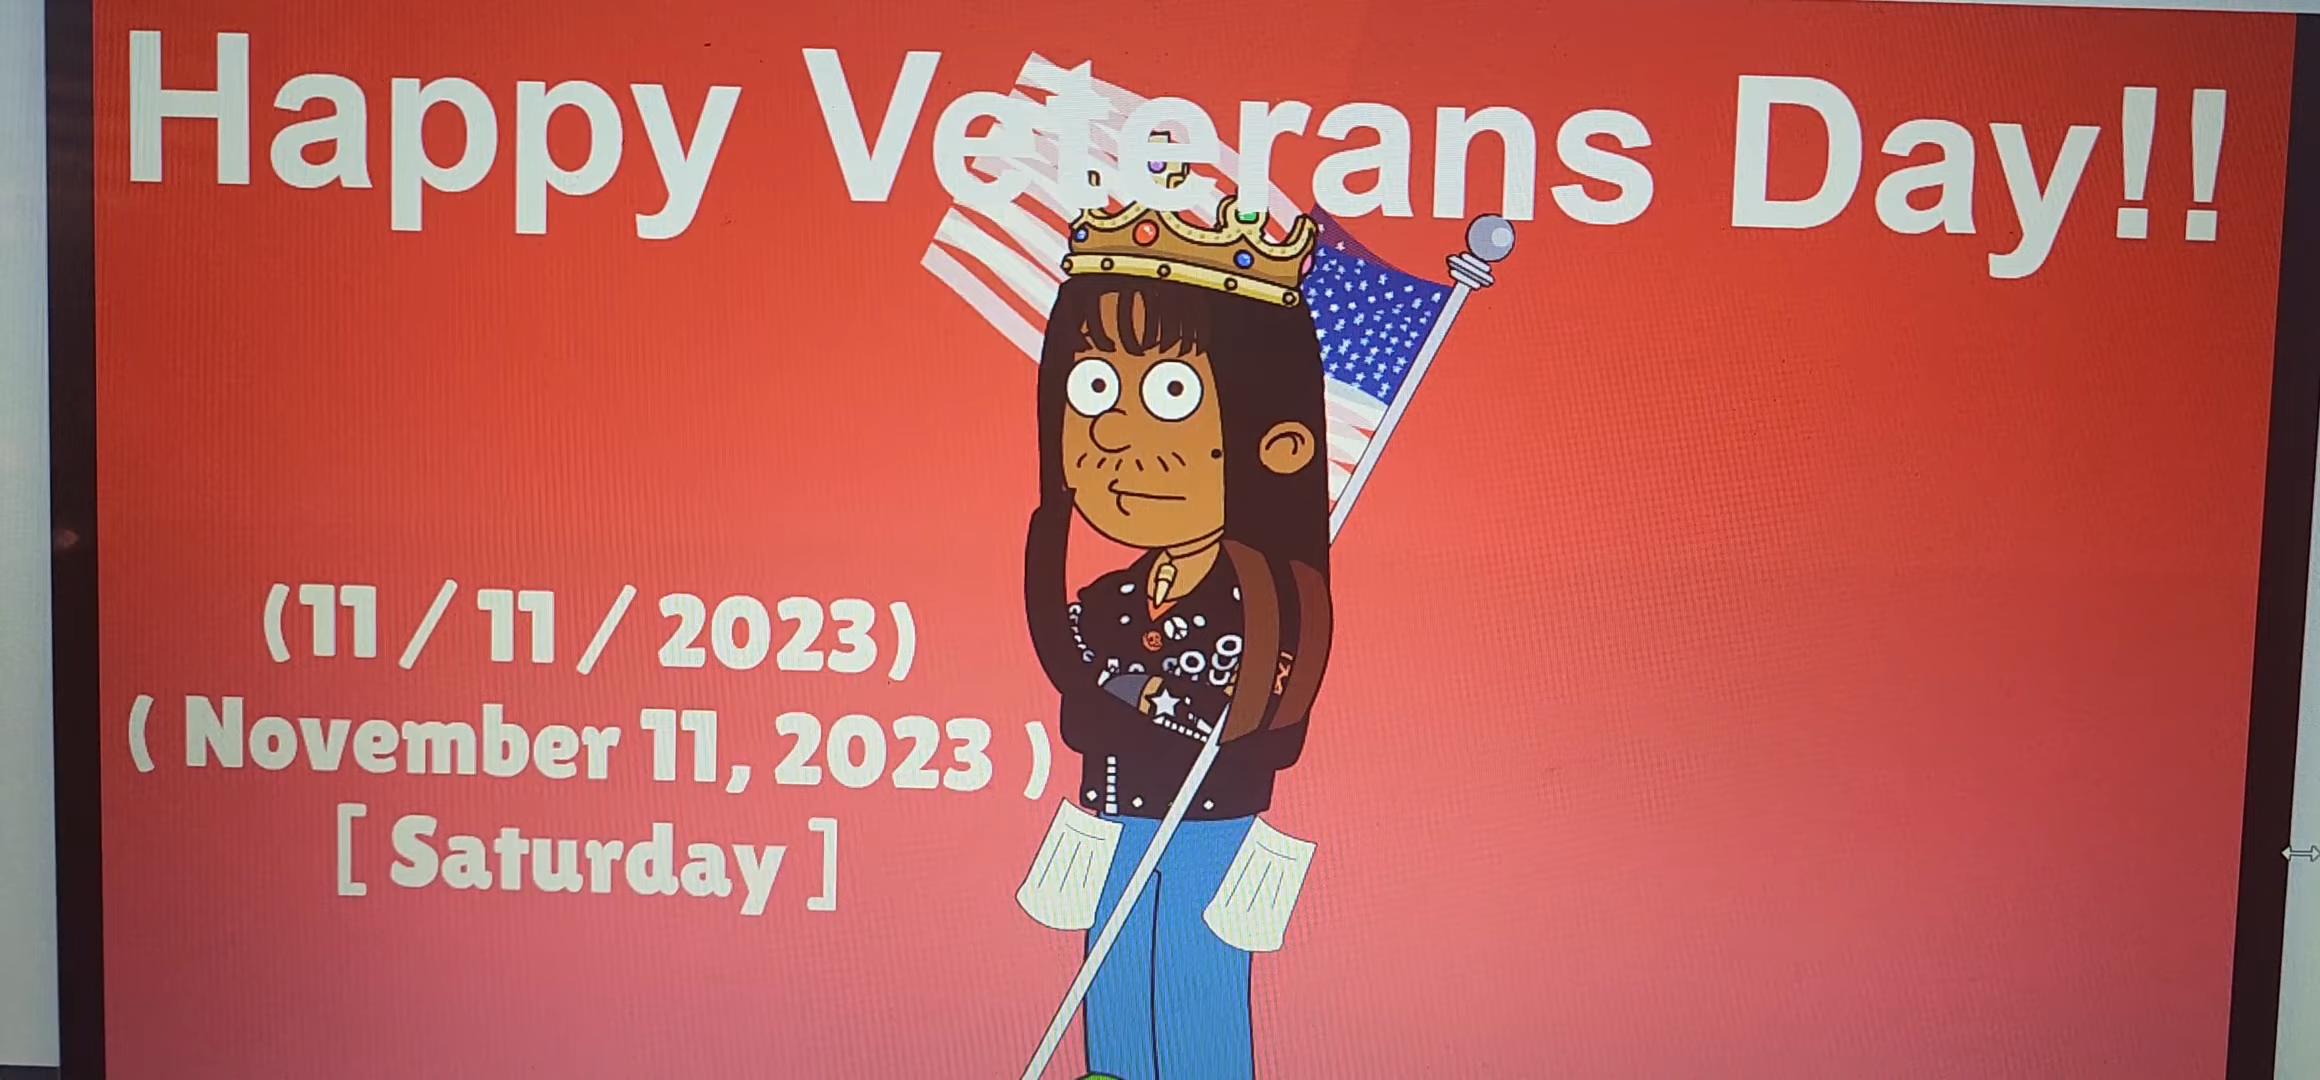 Happy Veterans Day!!
(11 / 11 / 2023)
( November 11, 2023 )
[ Saturday ]